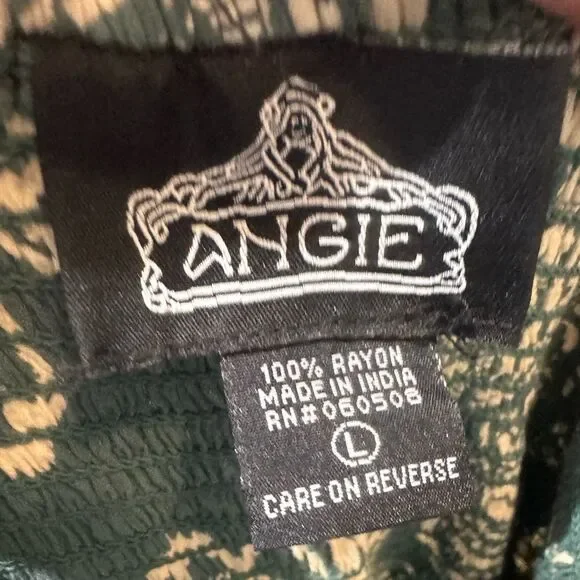 ANGIE
100% RAYON
MADE IN INDIA
RN#060508
L
CARE ON REVERSE